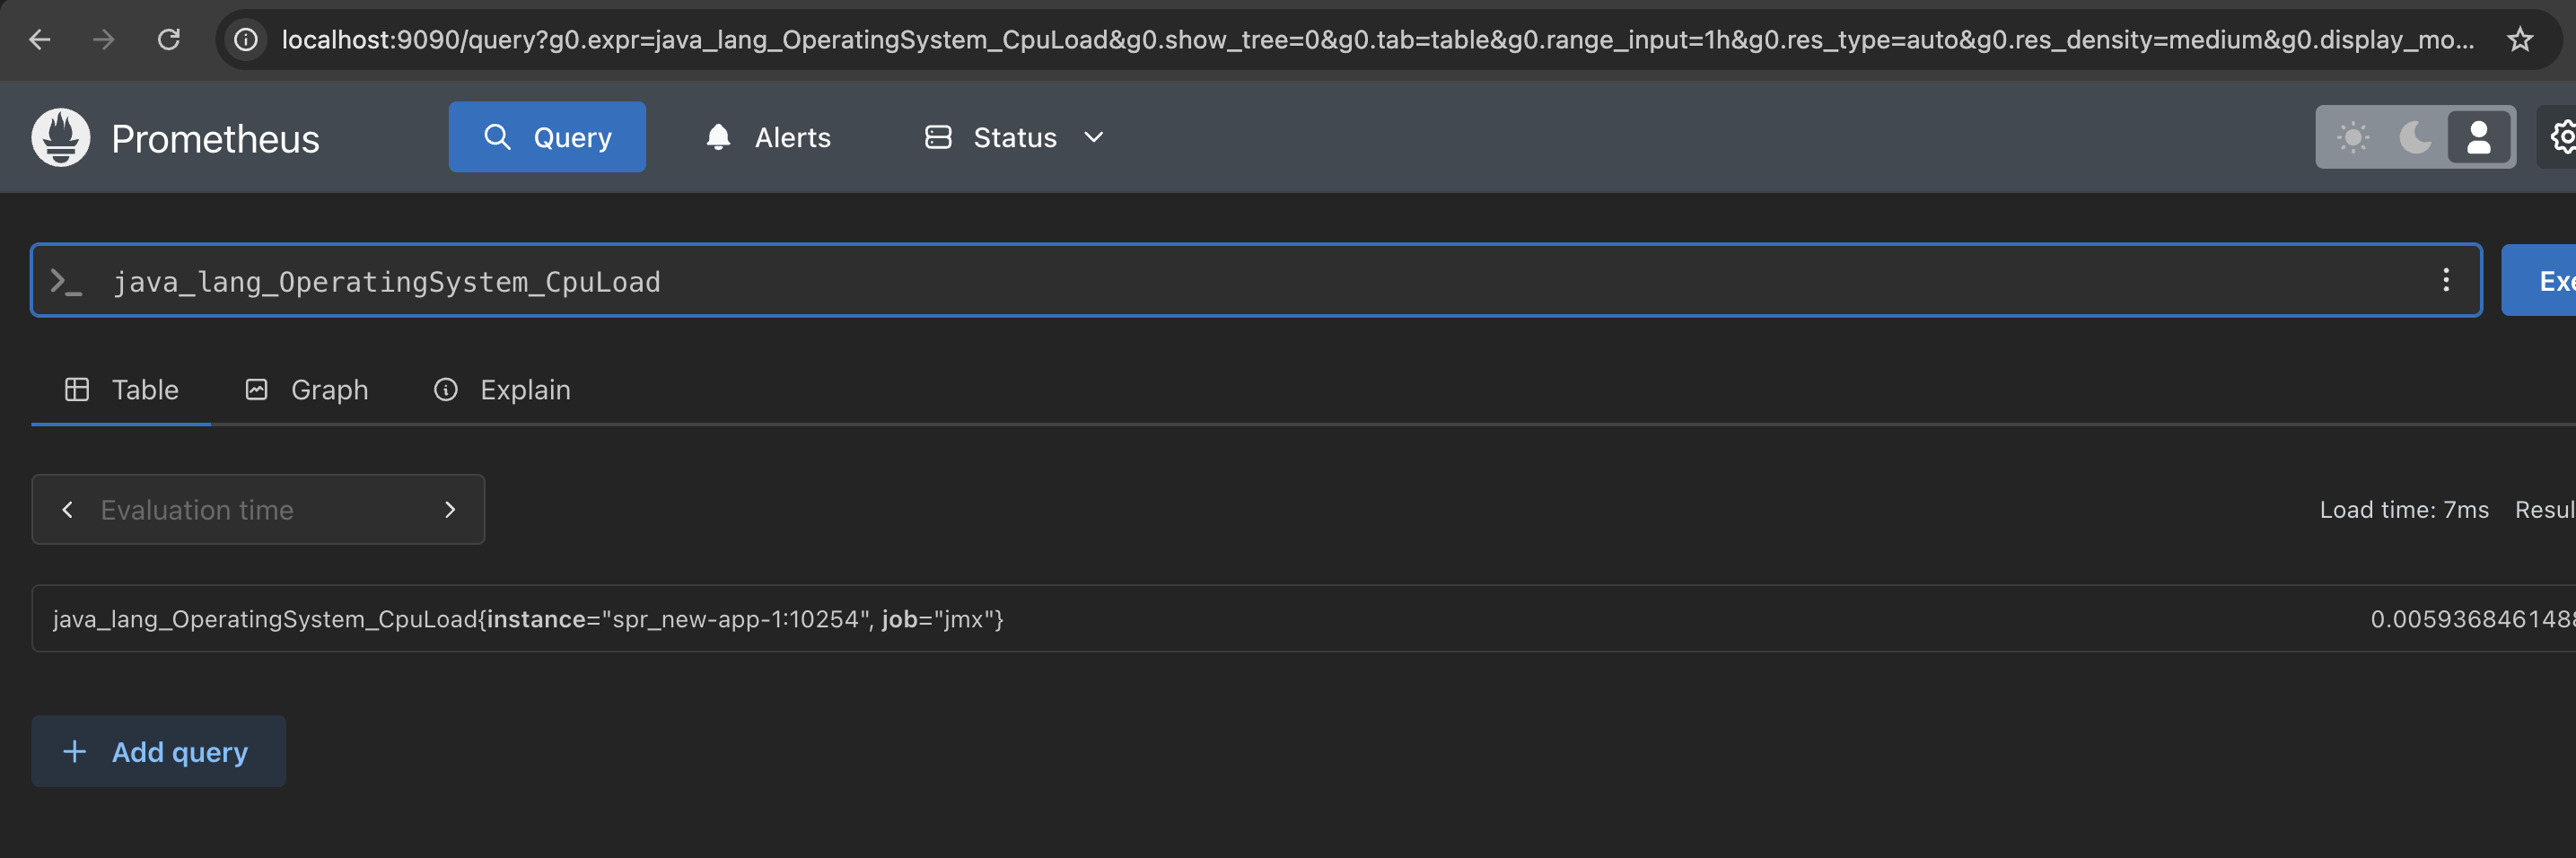 localhost:9090/query?g0.expr=java_lang_OperatingSystem_CpuLoad&g0.show_tree=0&g0.tab=table&g0.range_input=1h&g0.res_type=auto&g0.res_density=medium&g0.display_mo...
Prometheus Query Alerts Status
java_lang_OperatingSystem_CpuLoad Exe
Table Graph Explain
Evaluation time Load time: 7ms Resul
java_lang_OperatingSystem_CpuLoad{instance="spr_new-app-1:10254", job="jmx"} 0.005936846148
Add query